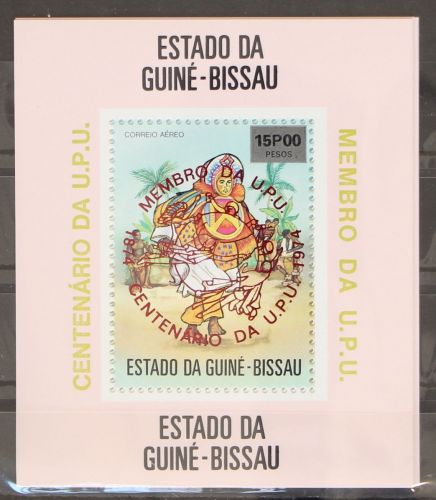 ESTADO DA
GUINÉ-BISSAU
CENTENÁRIO DA U.P.U.
MEMBRO DA U.P.U.
CORREIO AÉREO
15P00
PESOS
MEMBRO DA U.P.U.
1874
1974
CENTENÁRIO DA U.P.U.
ESTADO DA GUINÉ-BISSAU
ESTADO DA
GUINÉ-BISSAU